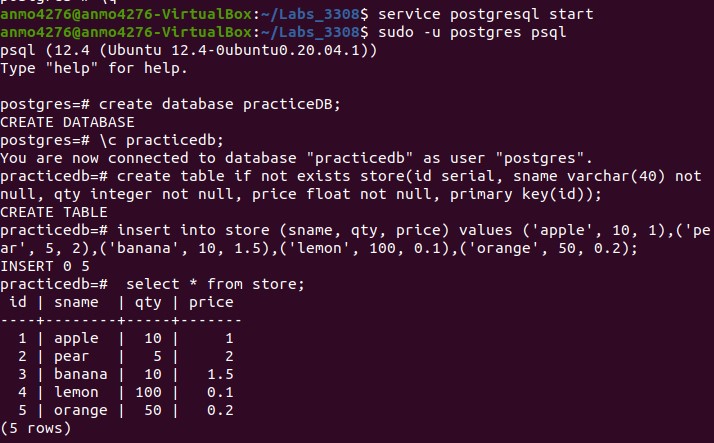 postgres=# \q
anmo4276@anmo4276-VirtualBox:~/Labs_3308$ service postgresql start
anmo4276@anmo4276-VirtualBox:~/Labs_3308$ sudo -u postgres psql
psql (12.4 (Ubuntu 12.4-0ubuntu0.20.04.1))
Type "help" for help.
postgres=# create database practiceDB;
CREATE DATABASE
postgres=# \c practicedb;
You are now connected to database "practicedb" as user "postgres".
practicedb=# create table if not exists store(id serial, sname varchar(40) not
null, qty integer not null, price float not null, primary key(id));
CREATE TABLE
practicedb=# insert into store (sname, qty, price) values ('apple', 10, 1),('pe
ar', 5, 2),('banana', 10, 1.5),('lemon', 100, 0.1),('orange', 50, 0.2);
INSERT 0 5
practicedb=#  select * from store;
 id | sname  | qty | price
----+--------+-----+-------
  1 | apple  |  10 |     1
  2 | pear   |   5 |     2
  3 | banana |  10 |   1.5
  4 | lemon  | 100 |   0.1
  5 | orange |  50 |   0.2
(5 rows)